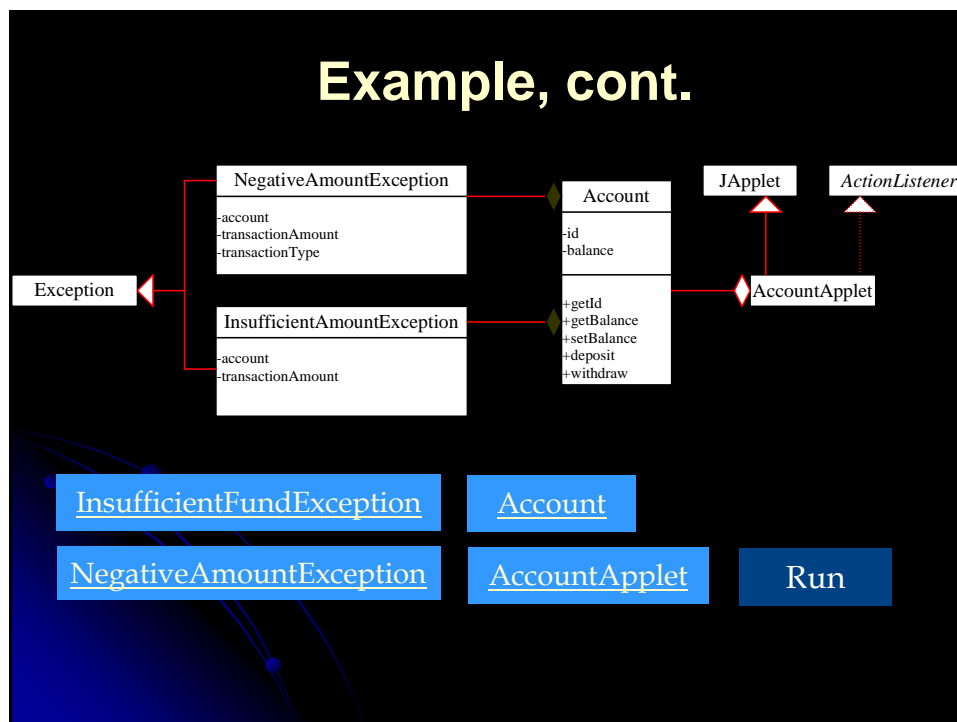 Example, cont.
NegativeAmountException
-account
-transactionAmount
-transactionType
Exception
InsufficientAmountException
-account
-transactionAmount
Account
-id
-balance
+getId
+getBalance
+setBalance
+deposit
+withdraw
JApplet
ActionListener
AccountApplet
InsufficientFundException
Account
NegativeAmountException
AccountApplet
Run